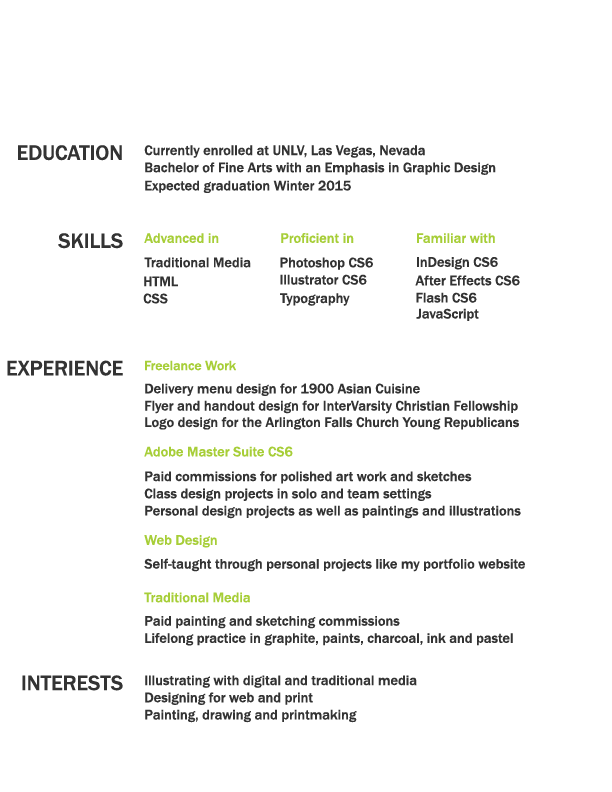 EDUCATION
Currently enrolled at UNLV, Las Vegas, Nevada
Bachelor of Fine Arts with an Emphasis in Graphic Design
Expected graduation Winter 2015
SKILLS
Advanced in
Traditional Media
HTML
CSS
Proficient in
Photoshop CS6
Illustrator CS6
Typography
Familiar with
InDesign CS6
After Effects CS6
Flash CS6
JavaScript
EXPERIENCE
Freelance Work
Delivery menu design for 1900 Asian Cuisine
Flyer and handout design for InterVarsity Christian Fellowship
Logo design for the Arlington Falls Church Young Republicans
Adobe Master Suite CS6
Paid commissions for polished art work and sketches
Class design projects in solo and team settings
Personal design projects as well as paintings and illustrations
Web Design
Self-taught through personal projects like my portfolio website
Traditional Media
Paid painting and sketching commissions
Lifelong practice in graphite, paints, charcoal, ink and pastel
INTERESTS
Illustrating with digital and traditional media
Designing for web and print
Painting, drawing and printmaking